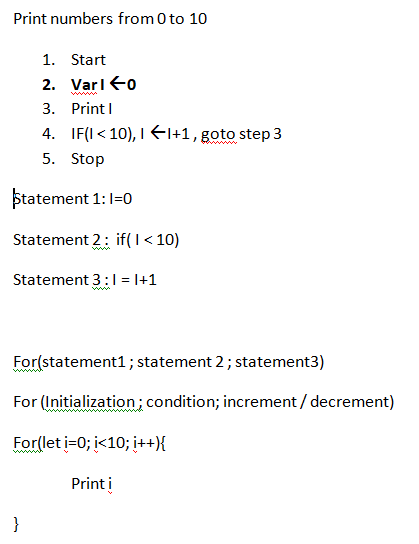 Print numbers from 0 to 10
1. Start
2. Var I ←0
3. Print I
4. IF(I < 10), I ←I+1 , goto step 3
5. Stop
Statement 1: I=0
Statement 2 :  if( I < 10)
Statement 3 : I = I+1
For(statement1 ; statement 2 ; statement3)
For (Initialization ; condition; increment / decrement)
For(let i=0; i<10; i++){
Print i
}